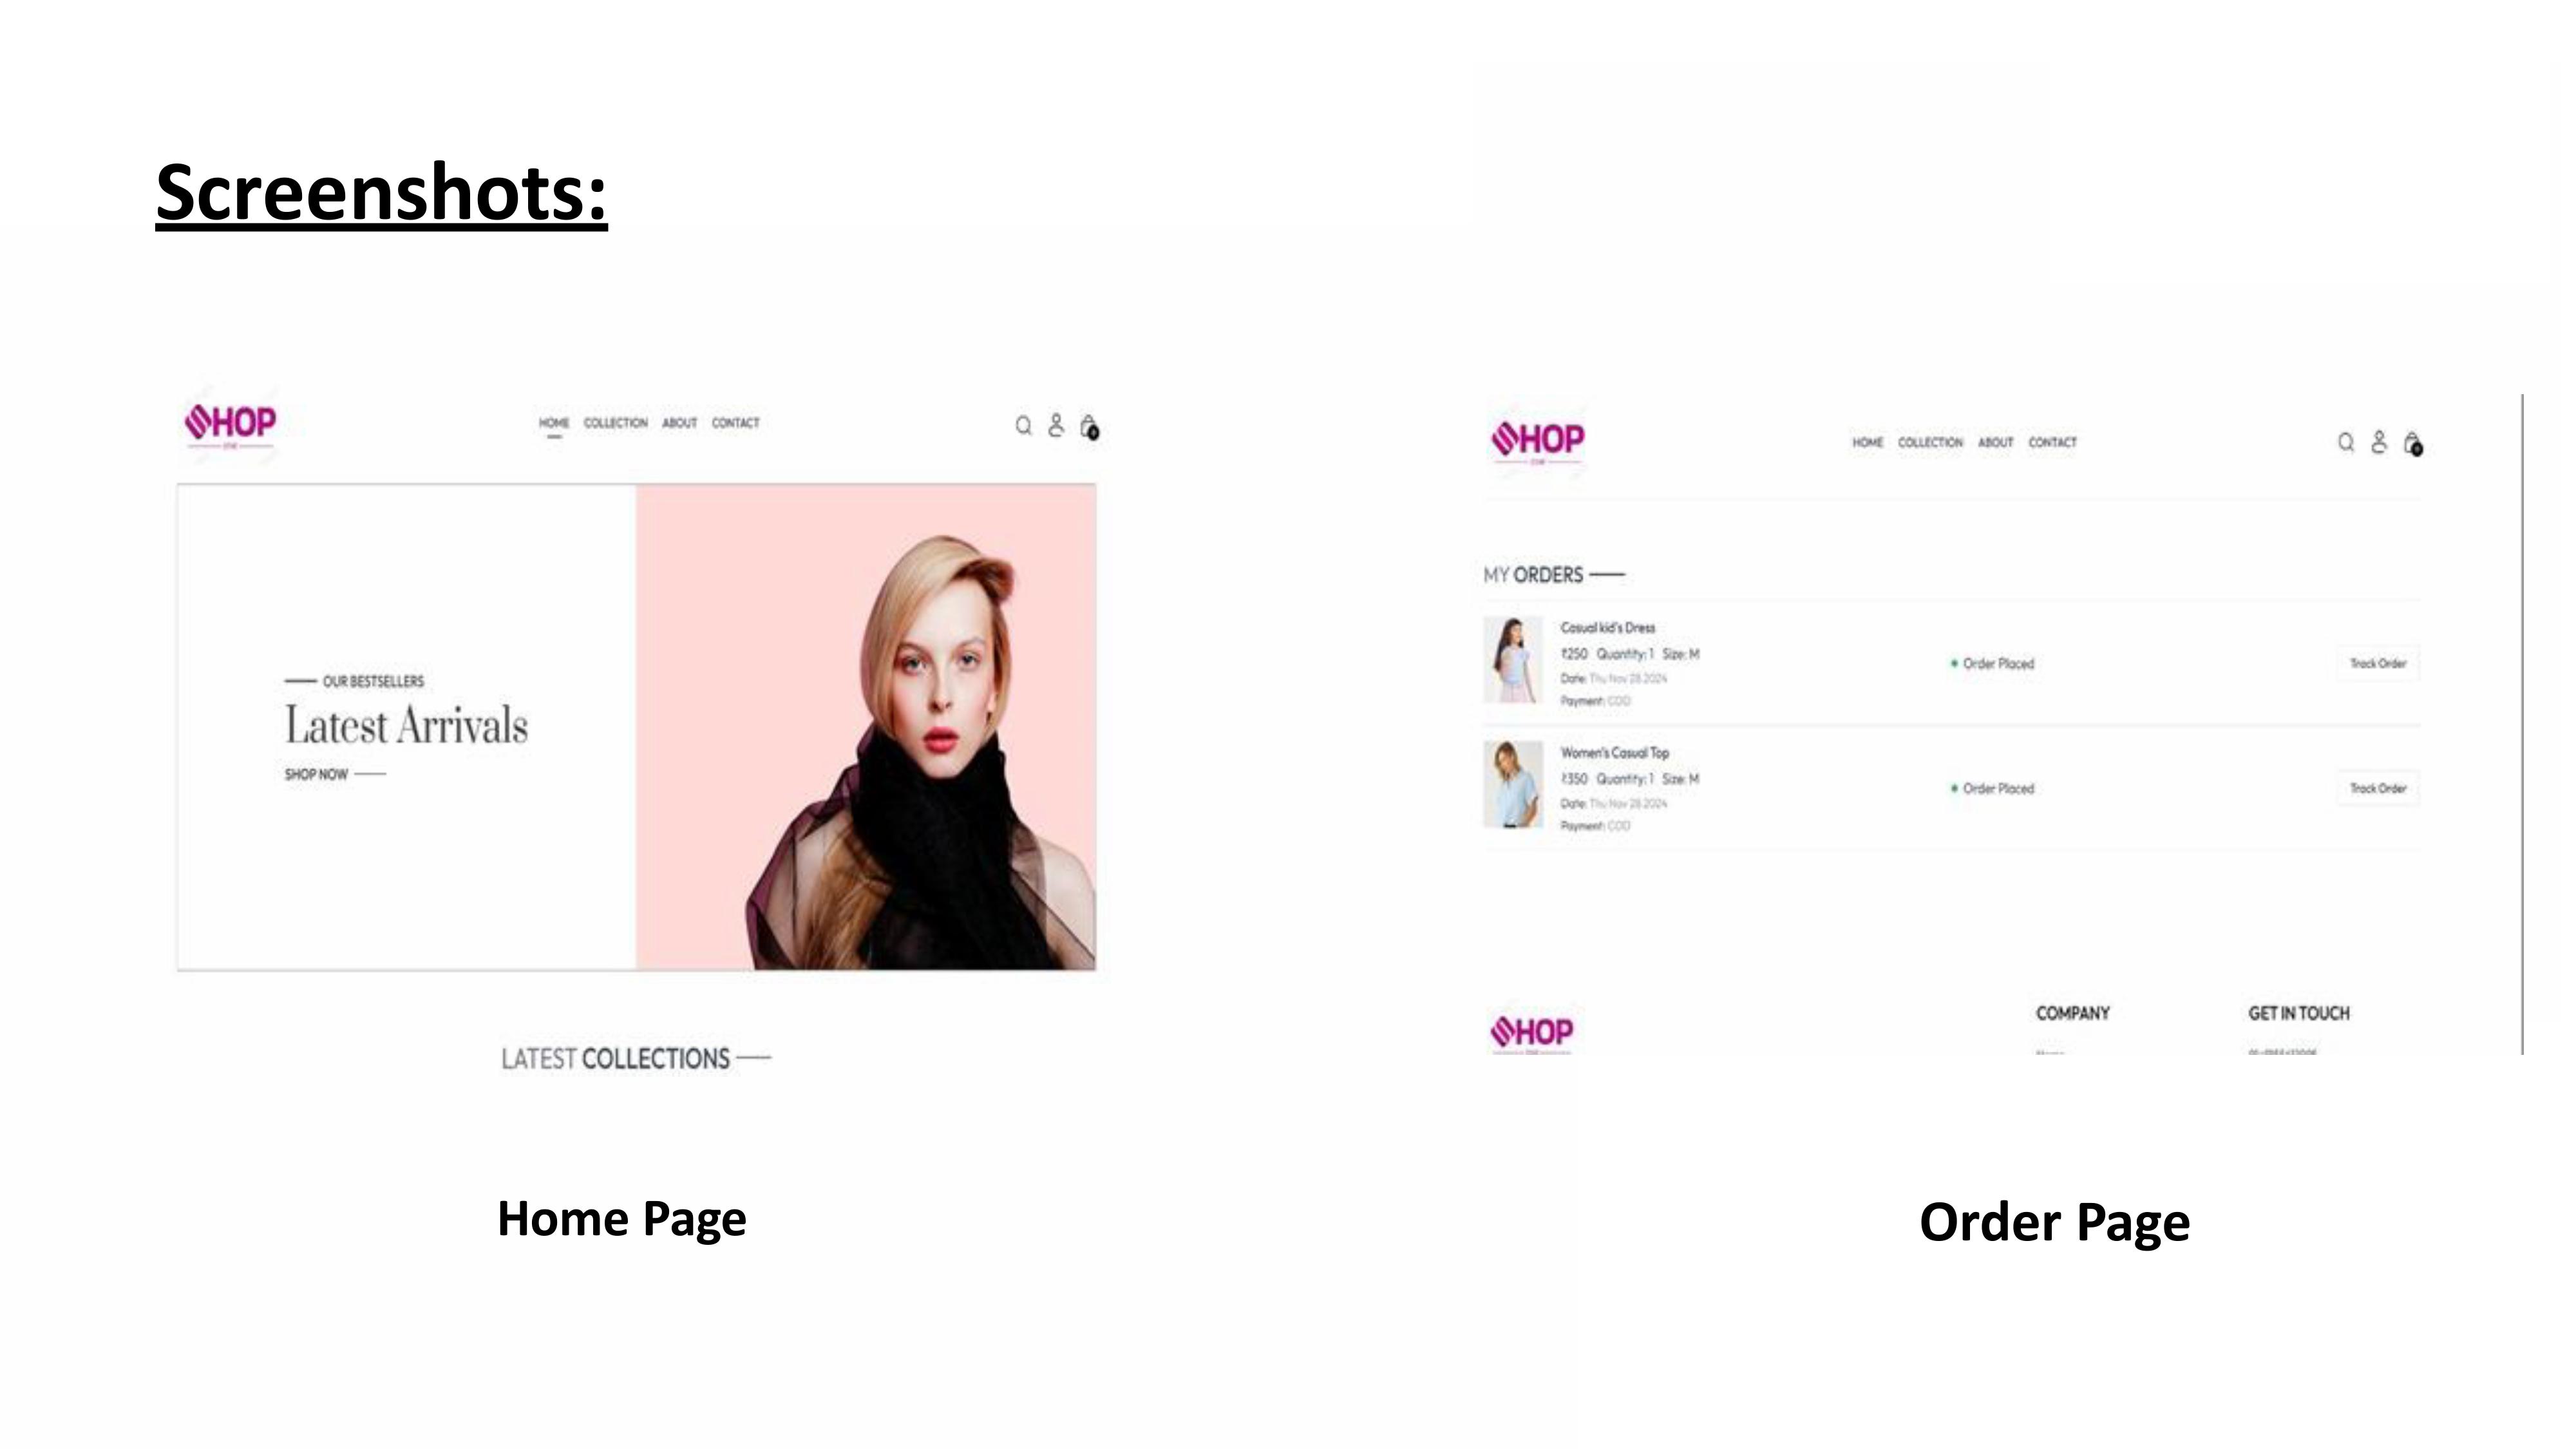 Screenshots:
SHOP
HOME COLLECTION ABOUT CONTACT
OUR BESTSELLERS
Latest Arrivals
SHOP NOW
LATEST COLLECTIONS
Home Page
SHOP
HOME COLLECTION ABOUT CONTACT
MY ORDERS
Casual kid's Dress
₹250 Quantity: 1 Size: M
Date: Thu Nov 28 2024
Payment: COD
Order Placed
Track Order
Women's Casual Top
₹350 Quantity: 1 Size: M
Date: Thu Nov 28 2024
Payment: COD
Order Placed
Track Order
SHOP
COMPANY
GET IN TOUCH
Order Page